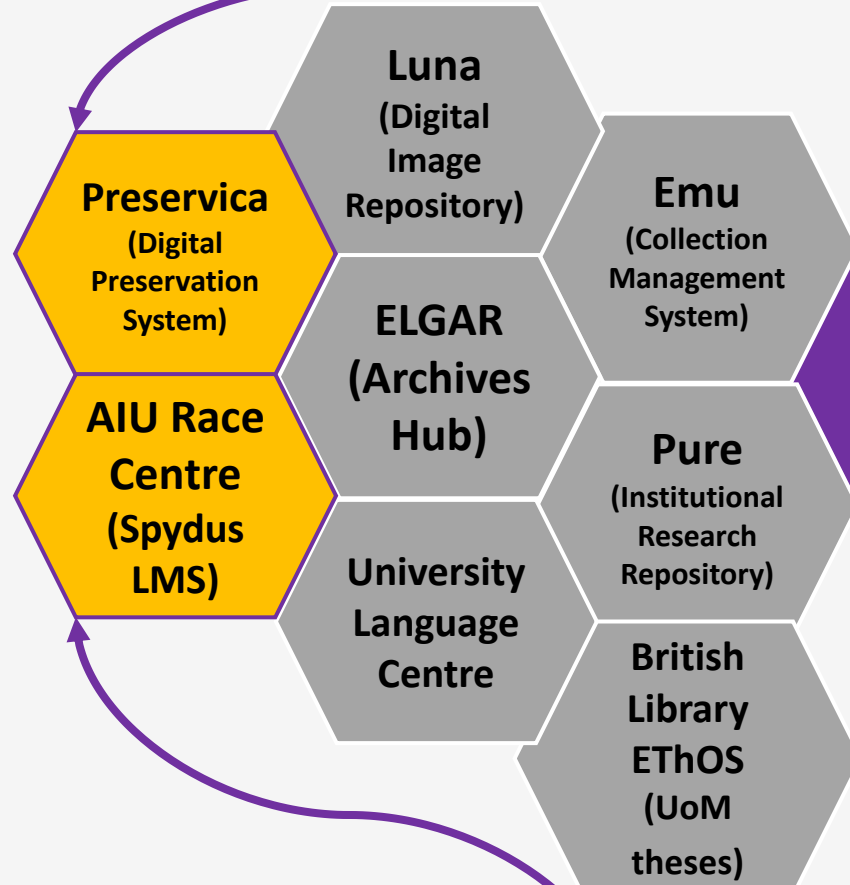 Luna
(Digital
Image
Repository)
Preservica
(Digital
Preservation
System)
Emu
(Collection
Management
System)
ELGAR
(Archives
Hub)
AIU Race
Centre
(Spydus
LMS)
Pure
(Institutional
Research
Repository)
University
Language
Centre
British
Library
EThOS
(UoM
theses)